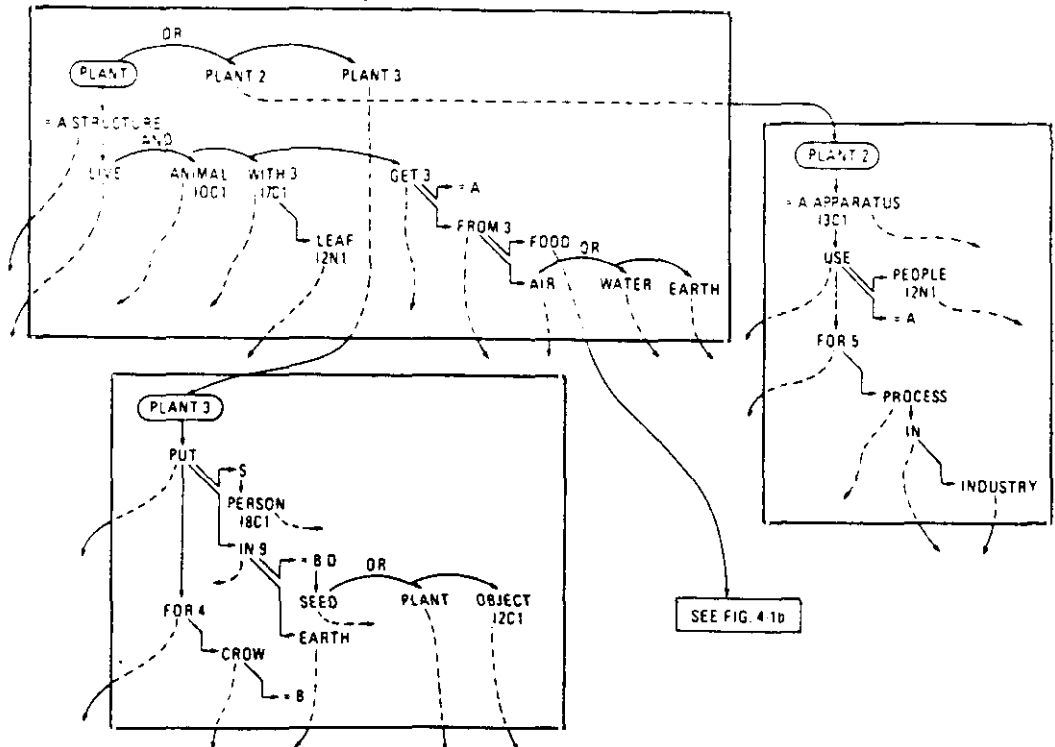 OR
PLANT
PLANT 2
PLANT 3
= A STRUCTURE
AND
LIVE
ANIMAL
10C1
WITH 3
17C1
GET 3
= A
LEAF
12N1
FROM 3
FOOD
OR
AIR
WATER
EARTH
PLANT 2
= A APPARATUS
13C1
USE
PEOPLE
12N1
= A
FOR 5
PROCESS
IN
INDUSTRY
PLANT 3
PUT
S
PERSON
18C1
IN 9
= B D
OR
SEED
PLANT
OBJECT
12C1
FOR 4
EARTH
CROW
= B
SEE FIG. 4-1b